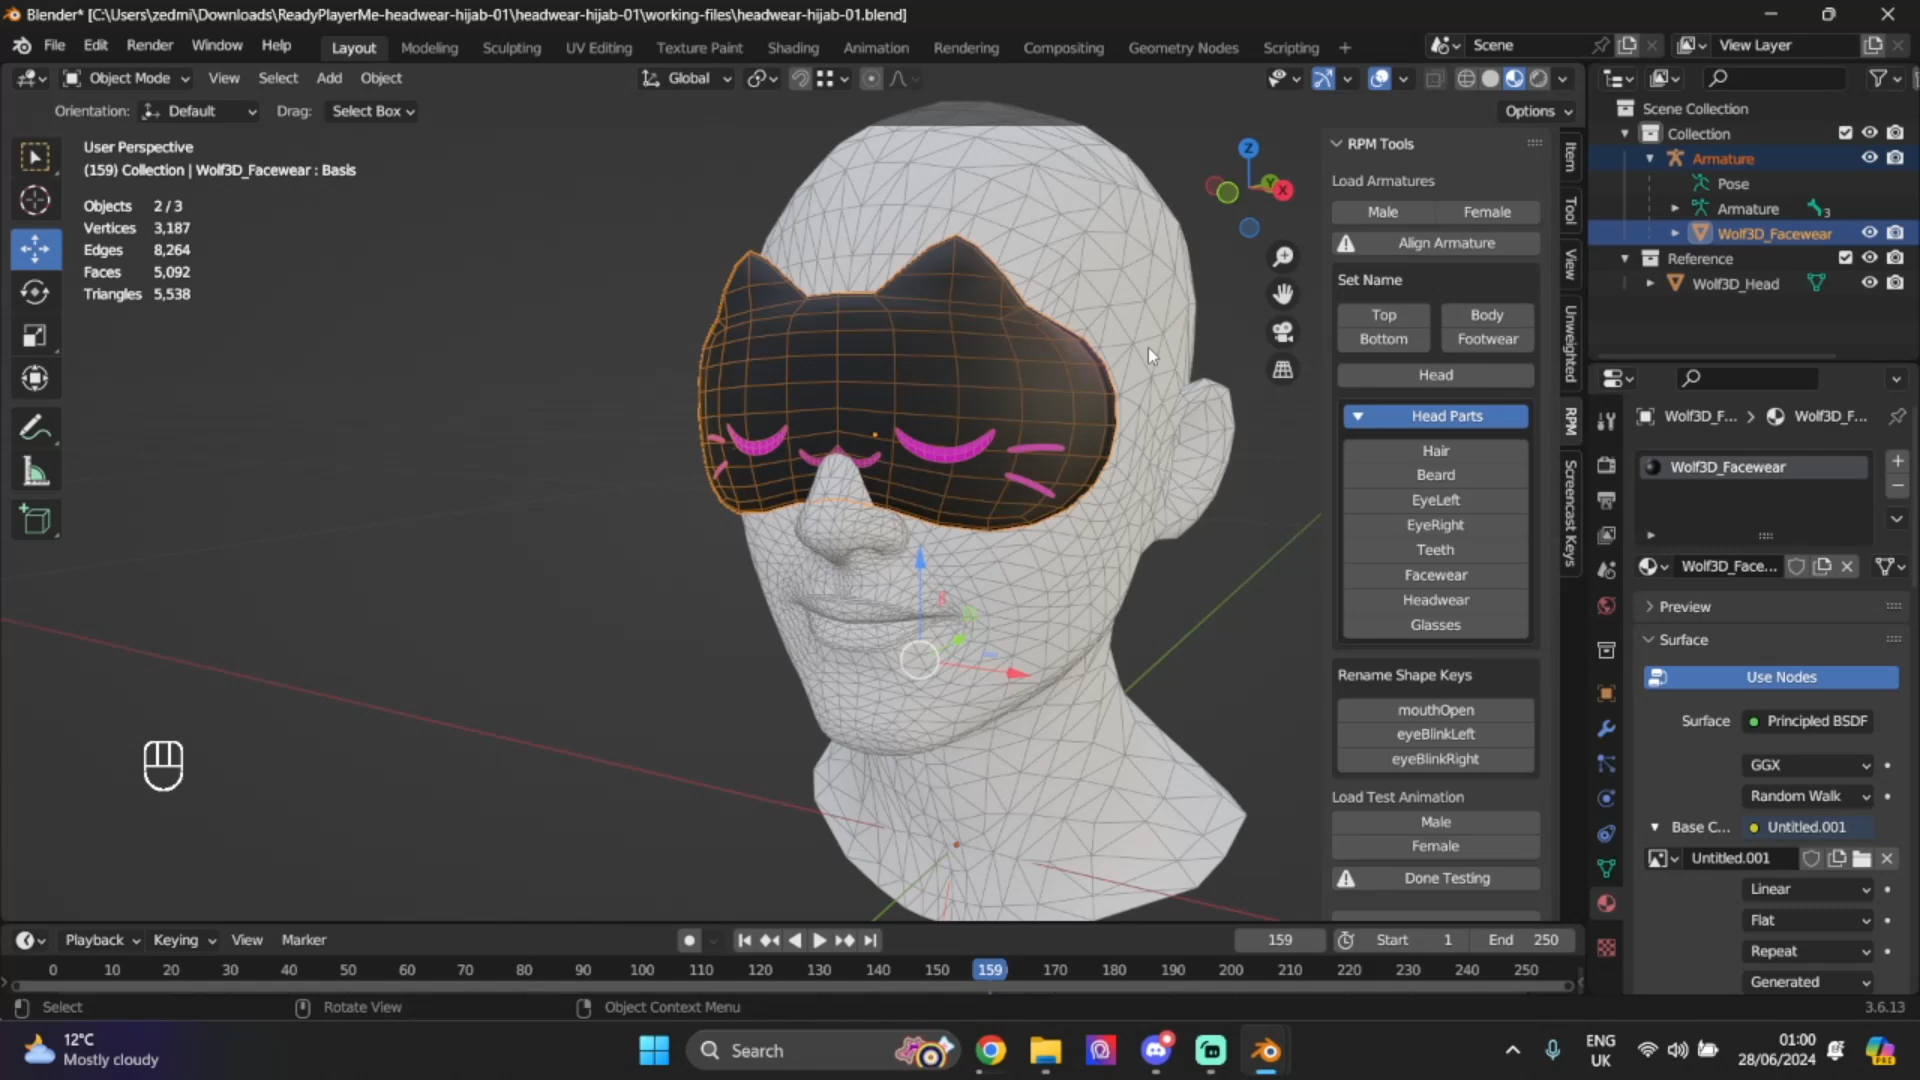 Blender* [C:\Users\zedmi\Downloads\ReadyPlayerMe-headwear-hijab-01\headwear-hijab-01\working-files\headwear-hijab-01.blend]
File Edit Render Window Help Layout Modeling Sculpting UV Editing Texture Paint Shading Animation Rendering Compositing Geometry Nodes Scripting + Scene View Layer
Object Mode View Select Add Object Global
Orientation: Default Drag: Select Box Options
User Perspective
(159) Collection | Wolf3D_Facewear : Basis
Objects 2 / 3
Vertices 3,187
Edges 8,264
Faces 5,092
Triangles 5,538
Z
Y
X
RPM Tools
Load Armatures
Male Female
Align Armature
Set Name
Top Body
Bottom Footwear
Head
Head Parts
Hair
Beard
EyeLeft
EyeRight
Teeth
Facewear
Headwear
Glasses
Rename Shape Keys
mouthOpen
eyeBlinkLeft
eyeBlinkRight
Load Test Animation
Male
Female
Done Testing
Item
Tool
View
Unweighted
RPM
Screencast Keys
Scene Collection
Collection
Armature
Pose
Armature 3
Wolf3D_Facewear
Reference
Wolf3D_Head
Wolf3D_F... > Wolf3D_F...
Wolf3D_Facewear
Wolf3D_Face...
Preview
Surface
Use Nodes
Surface Principled BSDF
GGX
Random Walk
Base C... Untitled.001
Untitled.001
Linear
Flat
Repeat
Generated
Playback Keying View Marker 159 Start 1 End 250
0 10 20 30 40 50 60 70 80 90 100 110 120 130 140 150 159 170 180 190 200 210 220 230 240 250
Select Rotate View Object Context Menu 3.6.13
12°C
Mostly cloudy
Search
ENG
UK
01:00
28/06/2024
PRE